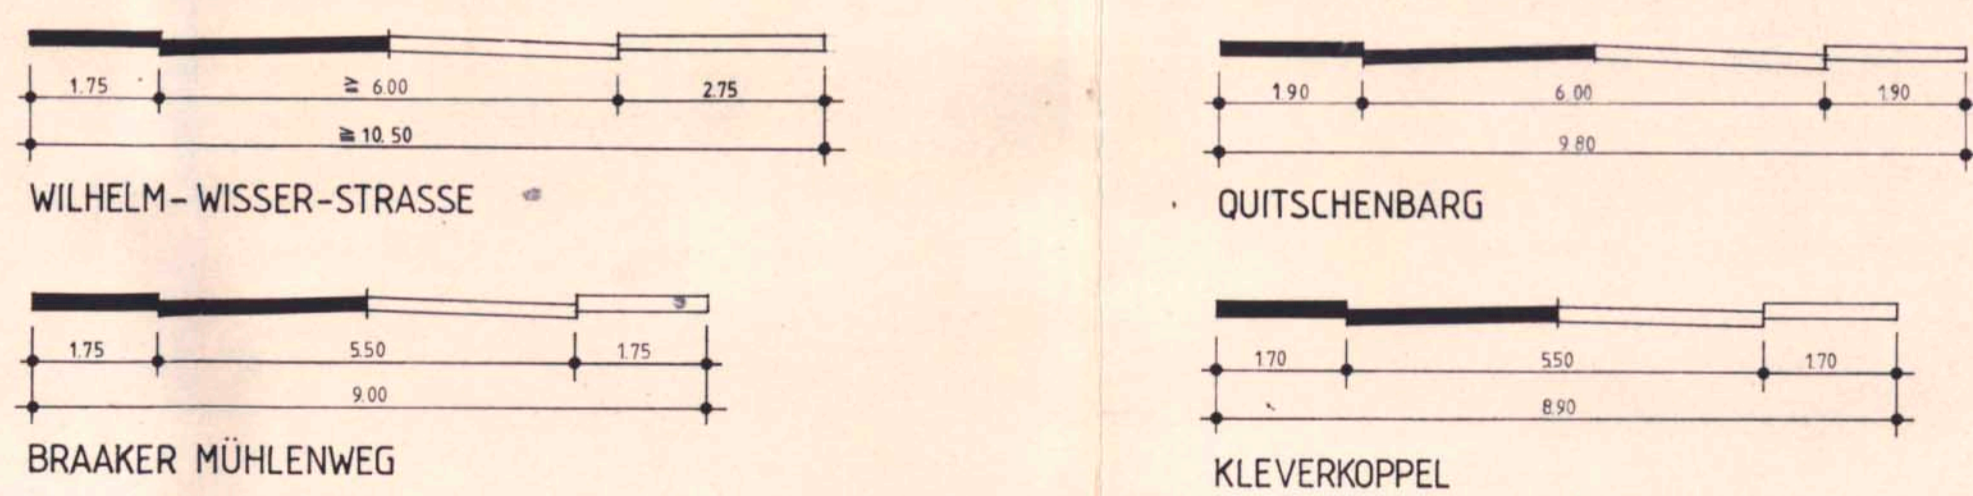 1.75 ≧ 6.00 2.75
≧ 10.50
WILHELM-WISSER-STRASSE
1.90 6.00 1.90
9.80
QUITSCHENBARG
1.75 5.50 1.75
9.00
BRAAKER MÜHLENWEG
1.70 5.50 1.70
8.90
KLEVERKOPPEL